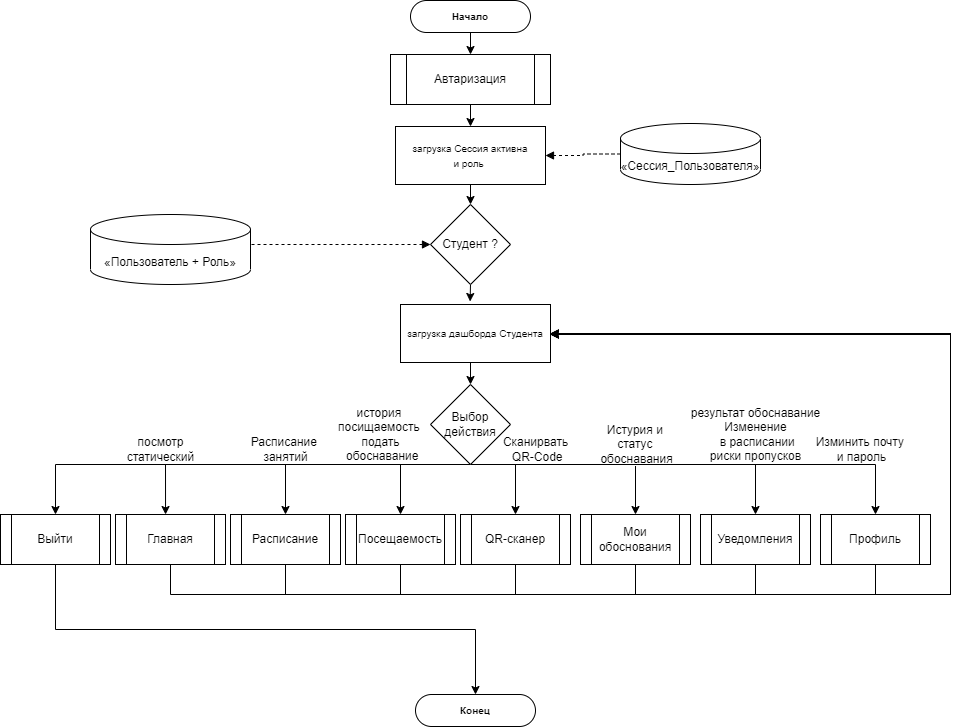 Начало
Автаризация
загрузка Сессия активна
и роль
«Сессия_Пользователя»
Студент ?
«Пользователь + Роль»
загрузка дашборда Студента
Выбор
действия
посмотр
статический
Расписание
занятий
история
посищаемость
подать
обоснавание
Сканирвать
QR-Code
Истурия и
статус
обоснавания
результат обоснавание
Изменение
в расписании
риски пропусков
Изминить почту
и пароль
Выйти
Главная
Расписание
Посещаемость
QR-сканер
Мои
обоснования
Уведомления
Профиль
Конец